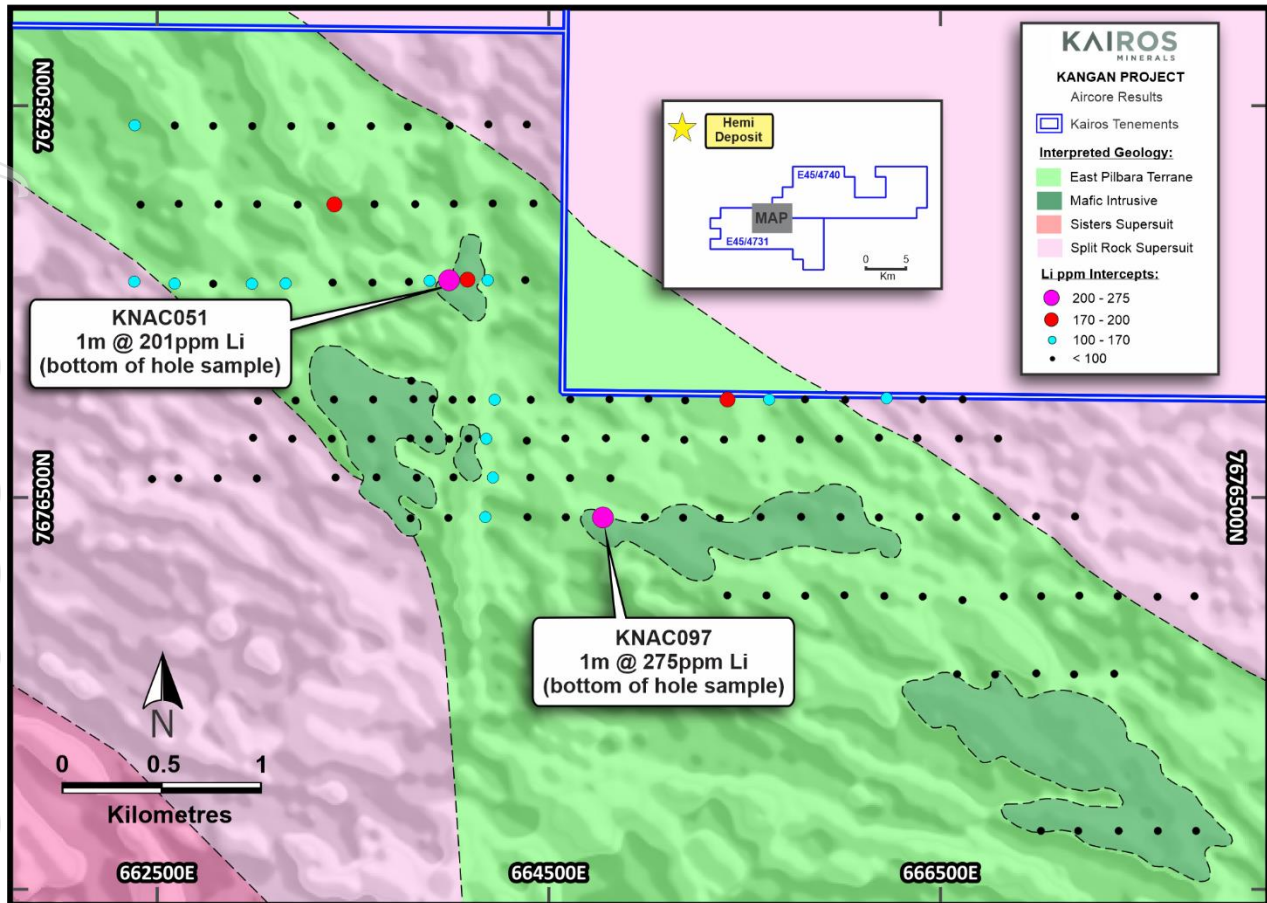 KAIROS
MINERALS
KANGAN PROJECT
Aircore Results
Kairos Tenements
Interpreted Geology:
East Pilbara Terrane
Mafic Intrusive
Sisters Supersuit
Split Rock Supersuit
Li ppm Intercepts:
200 - 275
170 - 200
100 - 170
< 100
Hemi
Deposit
E45/4740
MAP
E45/4731
0 5
Km
7678500N
KNAC051
1m @ 201ppm Li
(bottom of hole sample)
7676500N
7676500N
KNAC097
1m @ 275ppm Li
(bottom of hole sample)
N
0 0.5 1
Kilometres
662500E
664500E
666500E